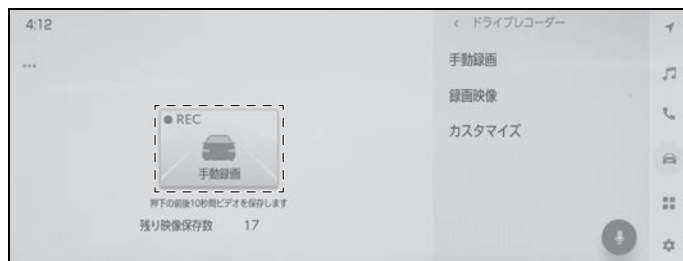 4:12
...
● REC
手動録画
押下の前後10秒間ビデオを保存します
残り映像保存数 17
< ドライブレコーダー
手動録画
録画映像
カスタマイズ